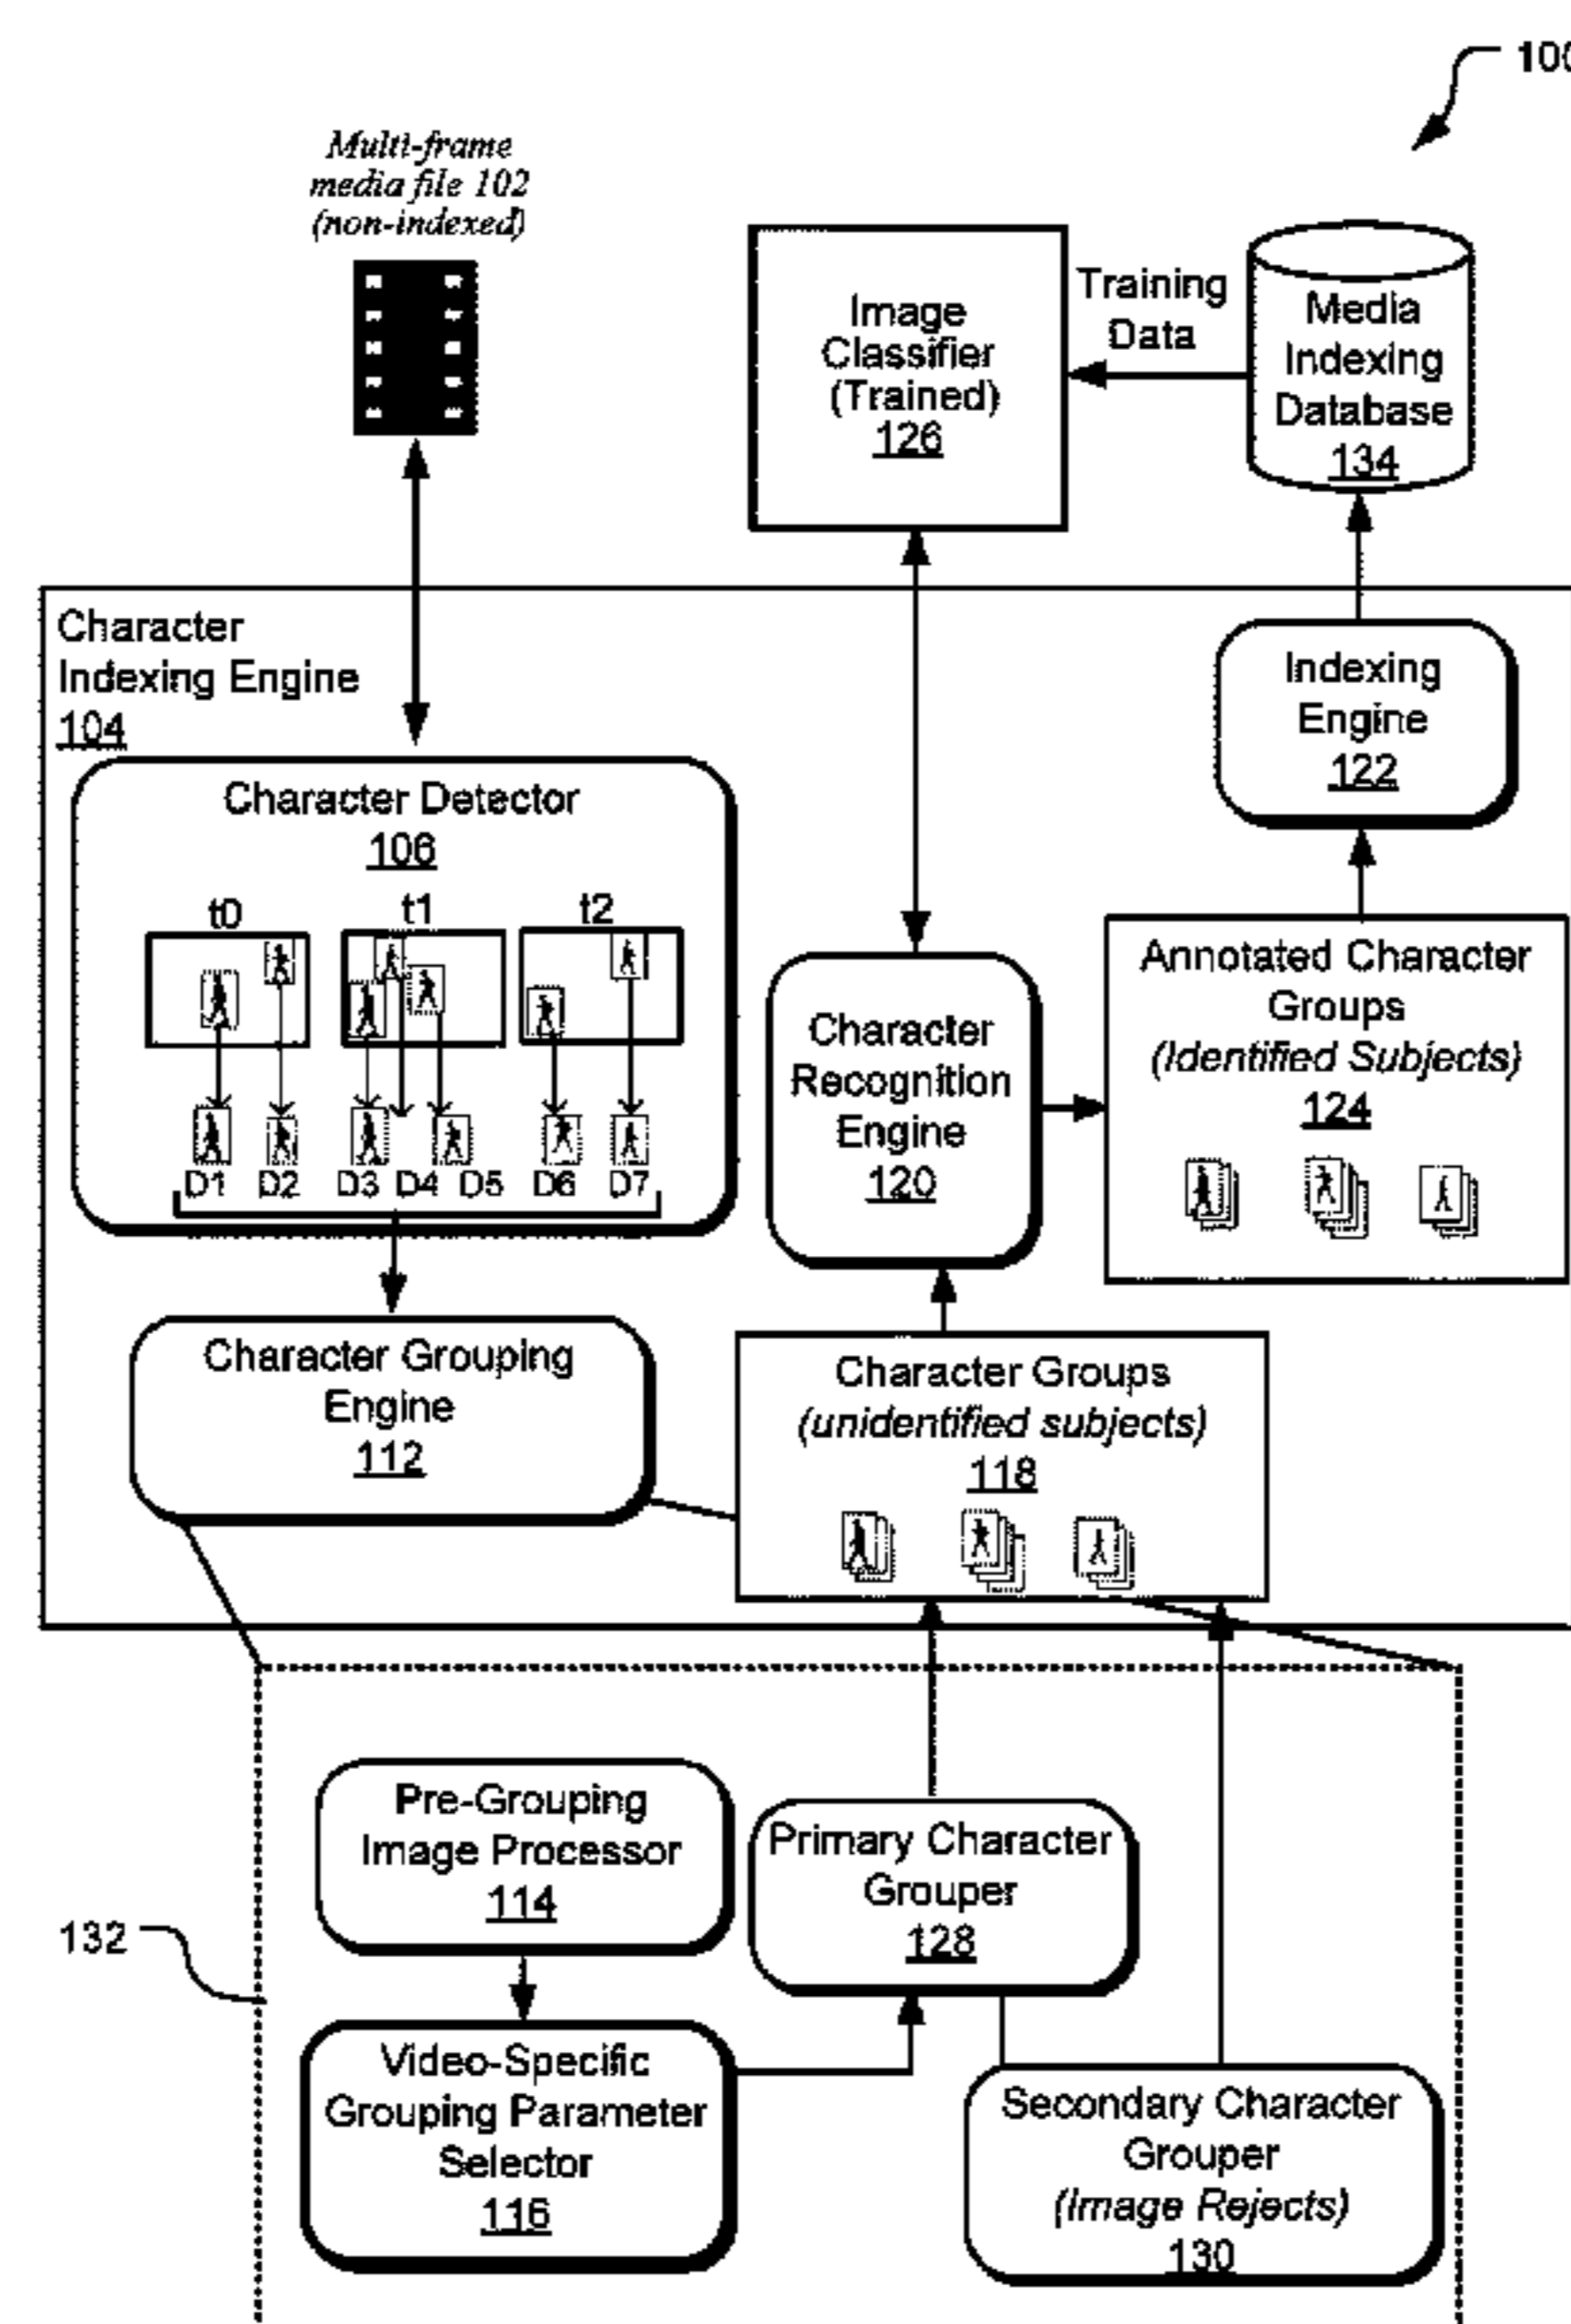 100
Multi-frame
media file 102
(non-indexed)
Image
Classifier
(Trained)
126
Training
Data
Media
Indexing
Database
134
Character
Indexing Engine
104
Indexing
Engine
122
Character Detector
106
t0 t1 t2
D1 D2 D3 D4 D5 D6 D7
Character
Recognition
Engine
120
Annotated Character
Groups
(Identified Subjects)
124
Character Grouping
Engine
112
Character Groups
(unidentified subjects)
118
Pre-Grouping
Image Processor
114
Primary Character
Grouper
128
132
Video-Specific
Grouping Parameter
Selector
116
Secondary Character
Grouper
(Image Rejects)
130